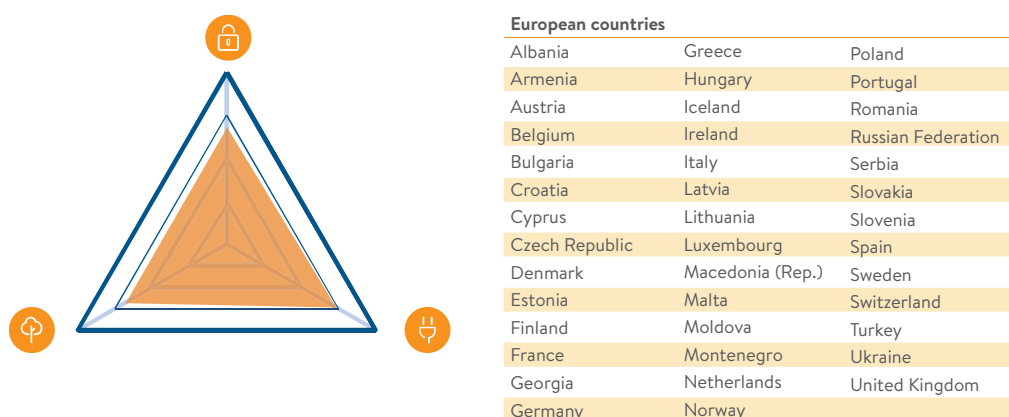 European countries
Albania Greece Poland
Armenia Hungary Portugal
Austria Iceland Romania
Belgium Ireland Russian Federation
Bulgaria Italy Serbia
Croatia Latvia Slovakia
Cyprus Lithuania Slovenia
Czech Republic Luxembourg Spain
Denmark Macedonia (Rep.) Sweden
Estonia Malta Switzerland
Finland Moldova Turkey
France Montenegro Ukraine
Georgia Netherlands United Kingdom
Germany Norway